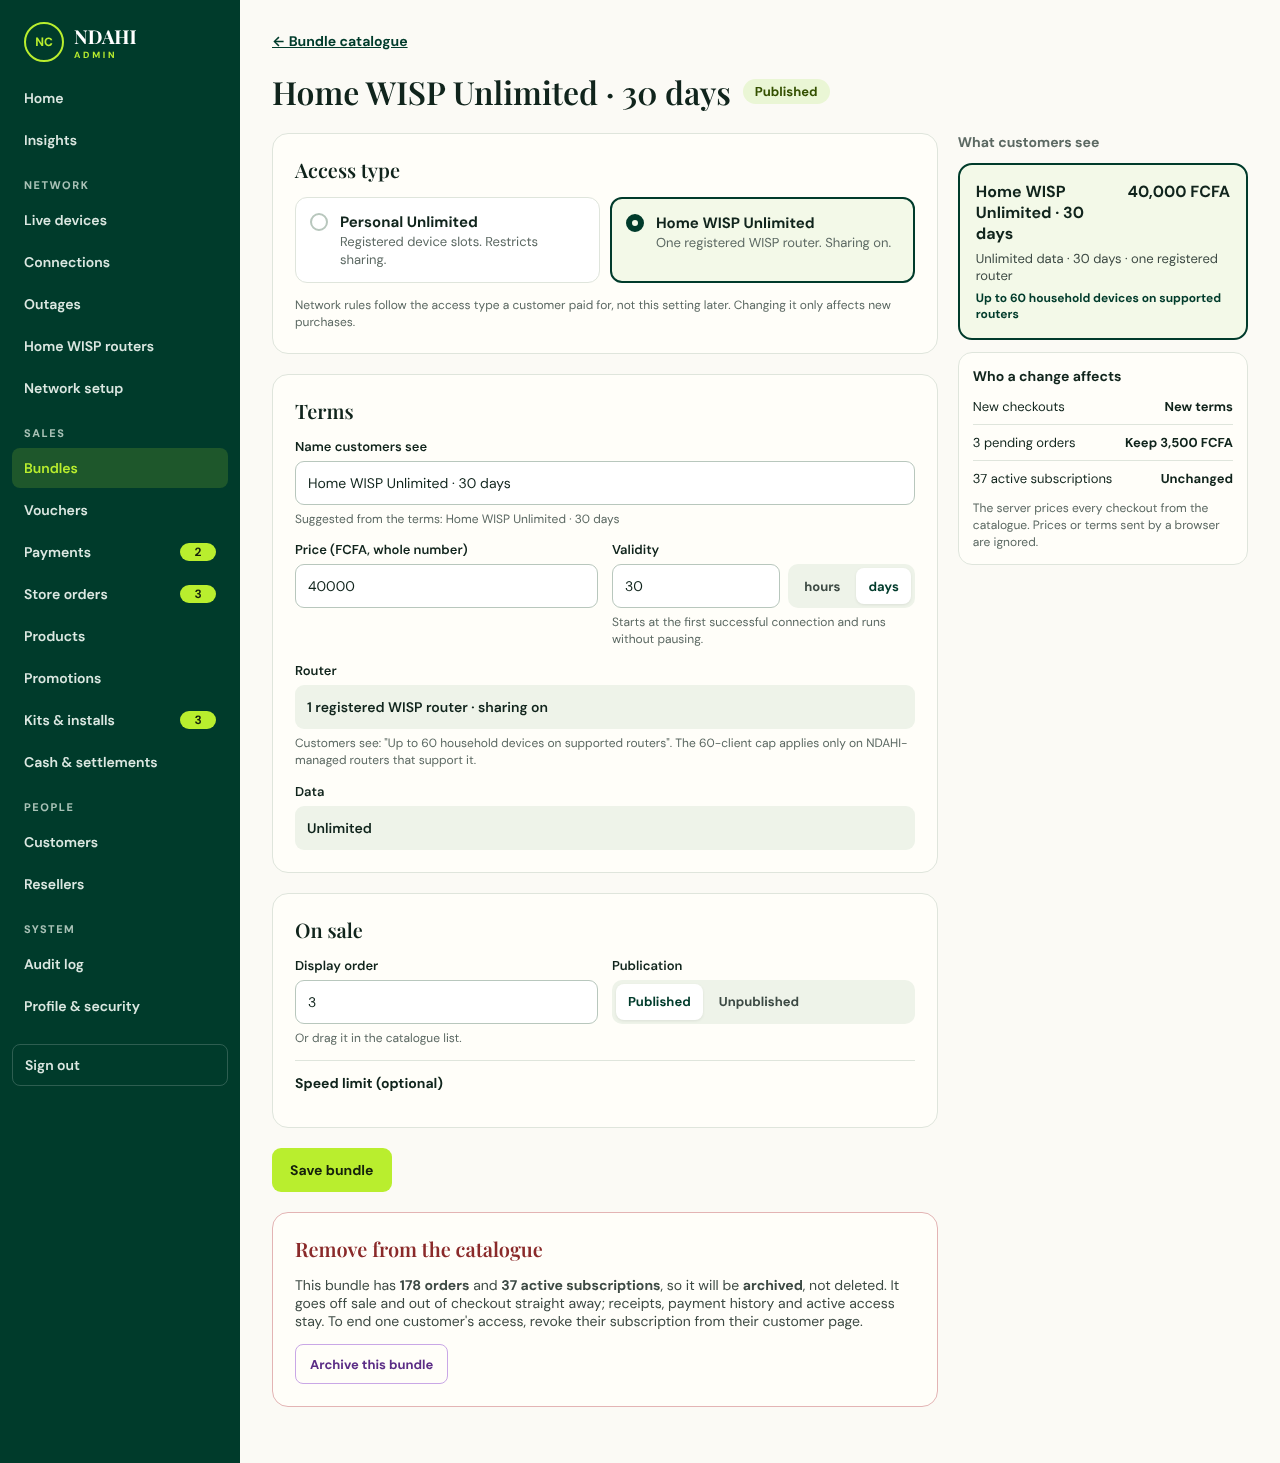 NC
NDAHI
ADMIN
Home
Insights
NETWORK
Live devices
Connections
Outages
Home WISP routers
Network setup
SALES
Bundles
Vouchers
Payments 2
Store orders 3
Products
Promotions
Kits & installs 3
Cash & settlements
PEOPLE
Customers
Resellers
SYSTEM
Audit log
Profile & security
Sign out
← Bundle catalogue
Home WISP Unlimited · 30 days Published
Access type
Personal Unlimited
Registered device slots. Restricts
sharing.
Home WISP Unlimited
One registered WISP router. Sharing on.
Network rules follow the access type a customer paid for, not this setting later. Changing it only affects new
purchases.
Terms
Name customers see
Home WISP Unlimited · 30 days
Suggested from the terms: Home WISP Unlimited · 30 days
Price (FCFA, whole number)
40000
Validity
30 hours days
Starts at the first successful connection and runs
without pausing.
Router
1 registered WISP router · sharing on
Customers see: "Up to 60 household devices on supported routers". The 60-client cap applies only on NDAHI-
managed routers that support it.
Data
Unlimited
On sale
Display order
3
Or drag it in the catalogue list.
Publication
Published Unpublished
Speed limit (optional)
Save bundle
Remove from the catalogue
This bundle has 178 orders and 37 active subscriptions, so it will be archived, not deleted. It
goes off sale and out of checkout straight away; receipts, payment history and active access
stay. To end one customer's access, revoke their subscription from their customer page.
Archive this bundle
What customers see
Home WISP 40,000 FCFA
Unlimited · 30
days
Unlimited data · 30 days · one registered
router
Up to 60 household devices on supported
routers
Who a change affects
New checkouts New terms
3 pending orders Keep 3,500 FCFA
37 active subscriptions Unchanged
The server prices every checkout from the
catalogue. Prices or terms sent by a browser
are ignored.